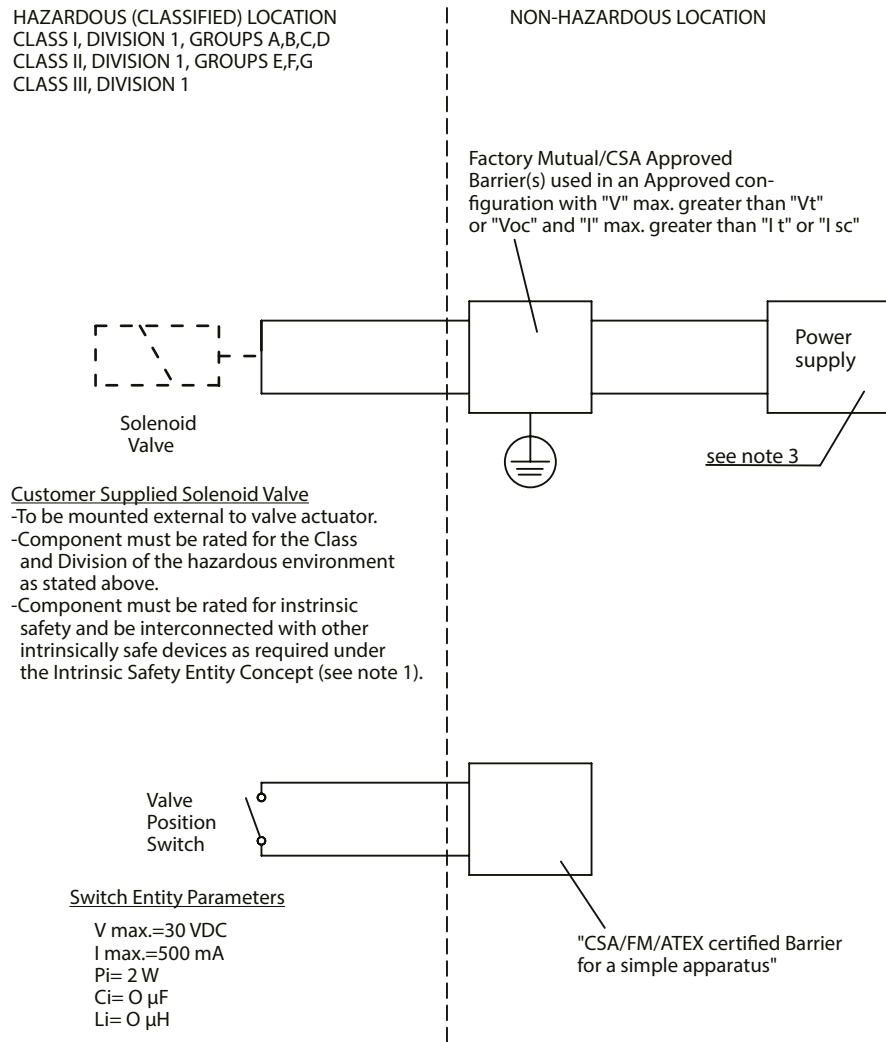 HAZARDOUS (CLASSIFIED) LOCATION
CLASS I, DIVISION 1, GROUPS A,B,C,D
CLASS II, DIVISION 1, GROUPS E,F,G
CLASS III, DIVISION 1
NON-HAZARDOUS LOCATION
Factory Mutual/CSA Approved
Barrier(s) used in an Approved con-
figuration with "V" max. greater than "Vt"
or "Voc" and "I" max. greater than "I t" or "I sc"
Power
supply
see note 3
Solenoid
Valve
Customer Supplied Solenoid Valve
-To be mounted external to valve actuator.
-Component must be rated for the Class
and Division of the hazardous environment
as stated above.
-Component must be rated for instrinsic
safety and be interconnected with other
intrinsically safe devices as required under
the Intrinsic Safety Entity Concept (see note 1).
Valve
Position
Switch
Switch Entity Parameters
V max.=30 VDC
I max.=500 mA
Pi= 2 W
Ci= O µF
Li= O µH
"CSA/FM/ATEX certified Barrier
for a simple apparatus"